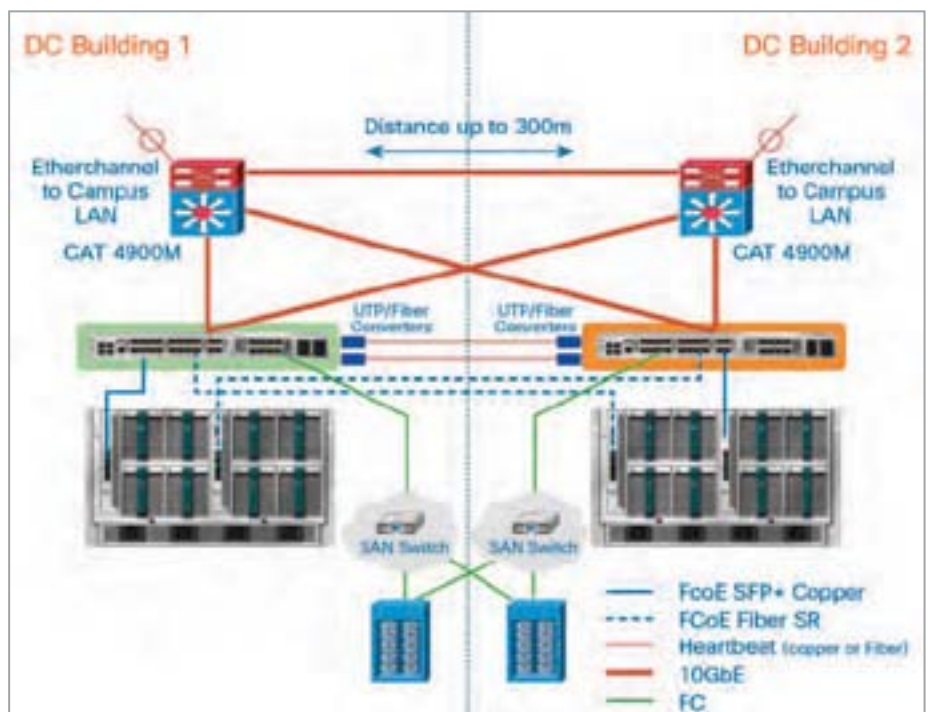 DC Building 1
DC Building 2
Distance up to 300m
Etherchannel
to Campus
LAN
Etherchannel
to Campus
LAN
CAT 4900M
CAT 4900M
UTP/Fiber
Converters
UTP/Fiber
Converters
SAN Switch
SAN Switch
FcoE SFP+ Copper
FCoE Fiber SR
Heartbeat (copper or Fiber)
10GbE
FC